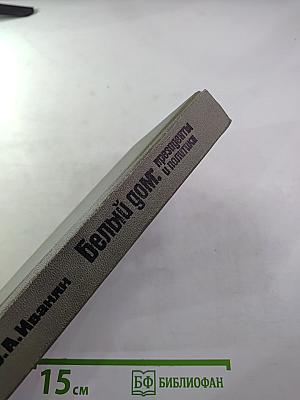 Э.А.Иванян
Белый дом:
президенты
и политика
15 см
БФ БИБЛИОФАН